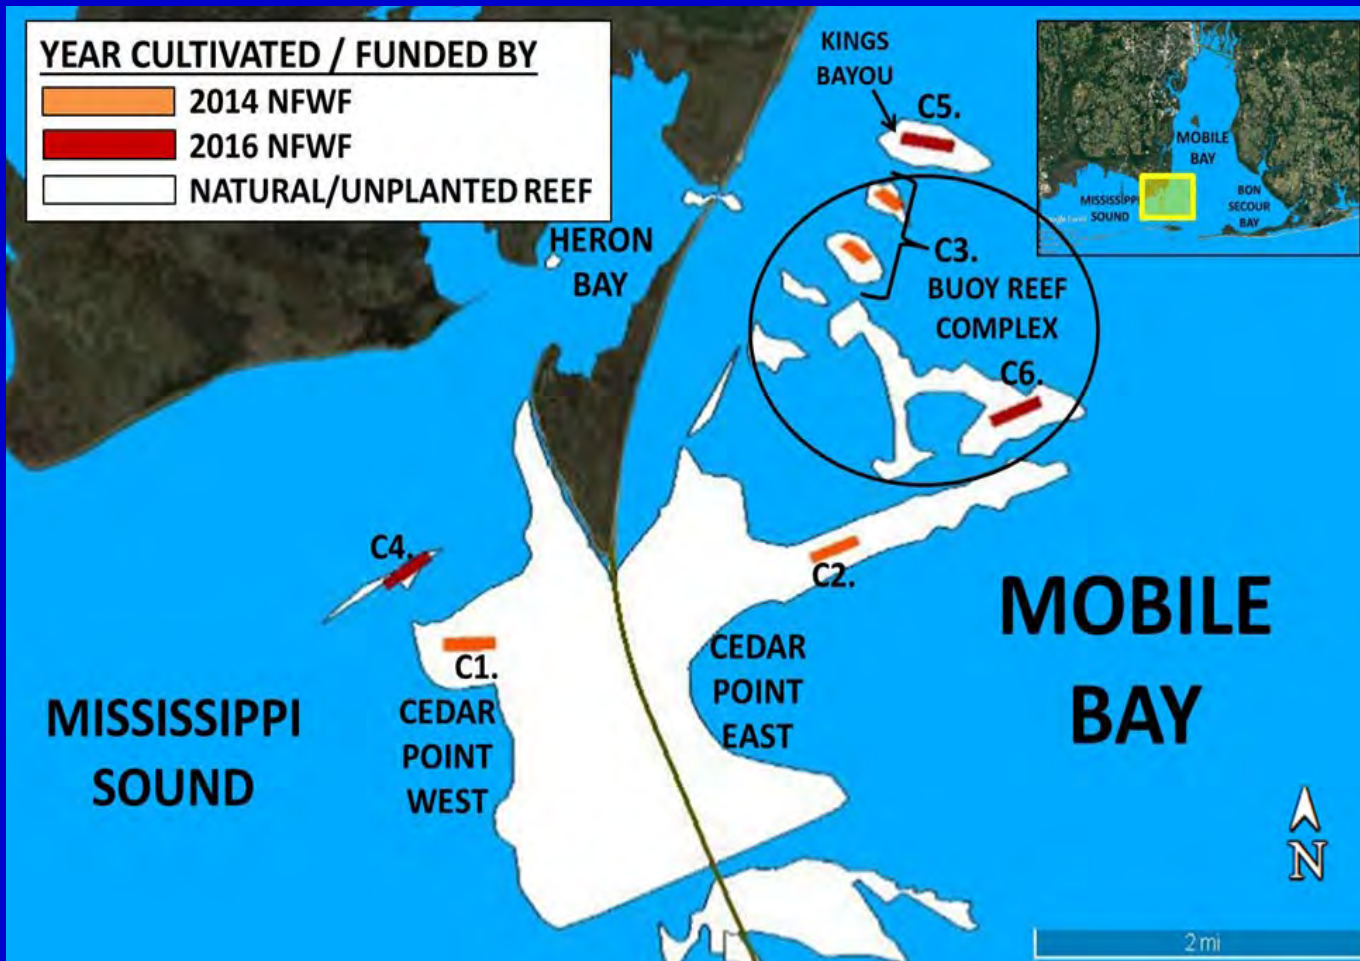 YEAR CULTIVATED / FUNDED BY
2014 NFWF
2016 NFWF
NATURAL/UNPLANTED REEF
KINGS
BAYOU
C5.
MOBILE
BAY
MISSISSIPPI
SOUND
BON
SECOUR
BAY
HERON
BAY
C3.
BUOY REEF
COMPLEX
C6.
C4.
C2.
C1.
CEDAR
POINT
WEST
CEDAR
POINT
EAST
MISSISSIPPI
SOUND
MOBILE
BAY
N
2 mi